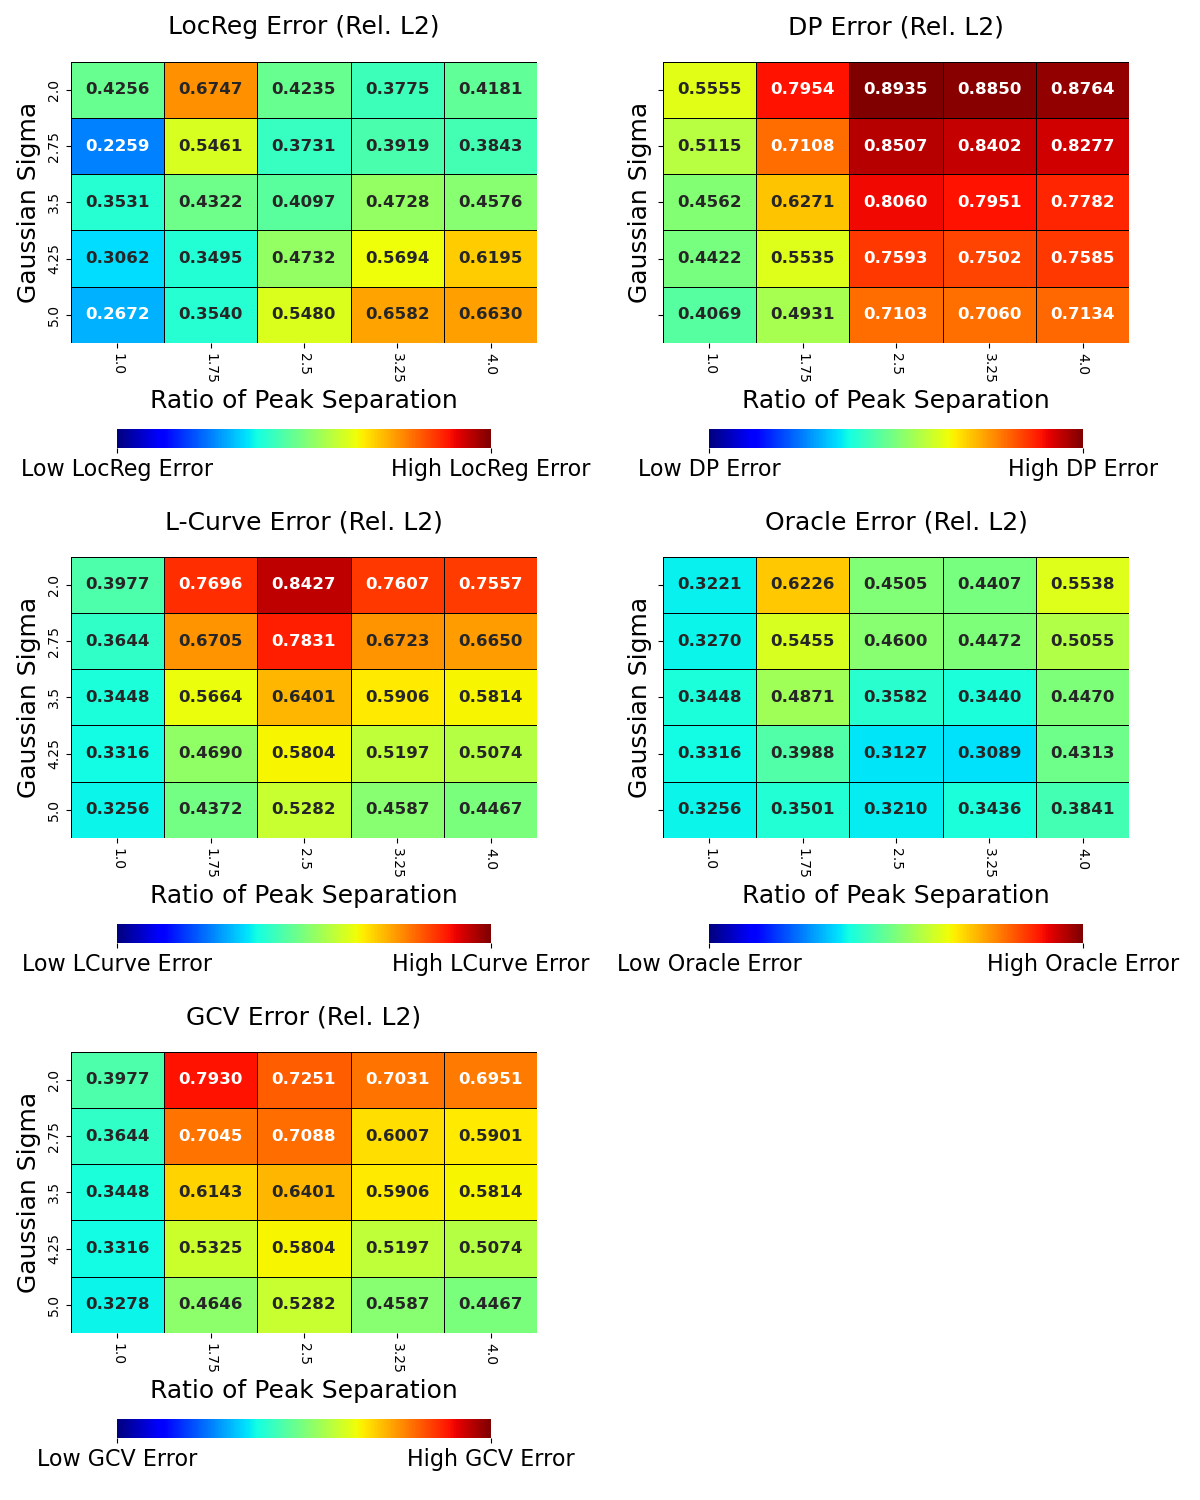 LocReg Error (Rel. L2)
Gaussian Sigma
2.0 0.4256 0.6747 0.4235 0.3775 0.4181
2.75 0.2259 0.5461 0.3731 0.3919 0.3843
3.5 0.3531 0.4322 0.4097 0.4728 0.4576
4.25 0.3062 0.3495 0.4732 0.5694 0.6195
5.0 0.2672 0.3540 0.5480 0.6582 0.6630
1.0 1.75 2.5 3.25 4.0
Ratio of Peak Separation
Low LocReg Error High LocReg Error
DP Error (Rel. L2)
Gaussian Sigma
0.5555 0.7954 0.8935 0.8850 0.8764
0.5115 0.7108 0.8507 0.8402 0.8277
0.4562 0.6271 0.8060 0.7951 0.7782
0.4422 0.5535 0.7593 0.7502 0.7585
0.4069 0.4931 0.7103 0.7060 0.7134
1.0 1.75 2.5 3.25 4.0
Ratio of Peak Separation
Low DP Error High DP Error
L-Curve Error (Rel. L2)
Gaussian Sigma
2.0 0.3977 0.7696 0.8427 0.7607 0.7557
2.75 0.3644 0.6705 0.7831 0.6723 0.6650
3.5 0.3448 0.5664 0.6401 0.5906 0.5814
4.25 0.3316 0.4690 0.5804 0.5197 0.5074
5.0 0.3256 0.4372 0.5282 0.4587 0.4467
1.0 1.75 2.5 3.25 4.0
Ratio of Peak Separation
Low LCurve Error High LCurve Error
Oracle Error (Rel. L2)
Gaussian Sigma
0.3221 0.6226 0.4505 0.4407 0.5538
0.3270 0.5455 0.4600 0.4472 0.5055
0.3448 0.4871 0.3582 0.3440 0.4470
0.3316 0.3988 0.3127 0.3089 0.4313
0.3256 0.3501 0.3210 0.3436 0.3841
1.0 1.75 2.5 3.25 4.0
Ratio of Peak Separation
Low Oracle Error High Oracle Error
GCV Error (Rel. L2)
Gaussian Sigma
2.0 0.3977 0.7930 0.7251 0.7031 0.6951
2.75 0.3644 0.7045 0.7088 0.6007 0.5901
3.5 0.3448 0.6143 0.6401 0.5906 0.5814
4.25 0.3316 0.5325 0.5804 0.5197 0.5074
5.0 0.3278 0.4646 0.5282 0.4587 0.4467
1.0 1.75 2.5 3.25 4.0
Ratio of Peak Separation
Low GCV Error High GCV Error